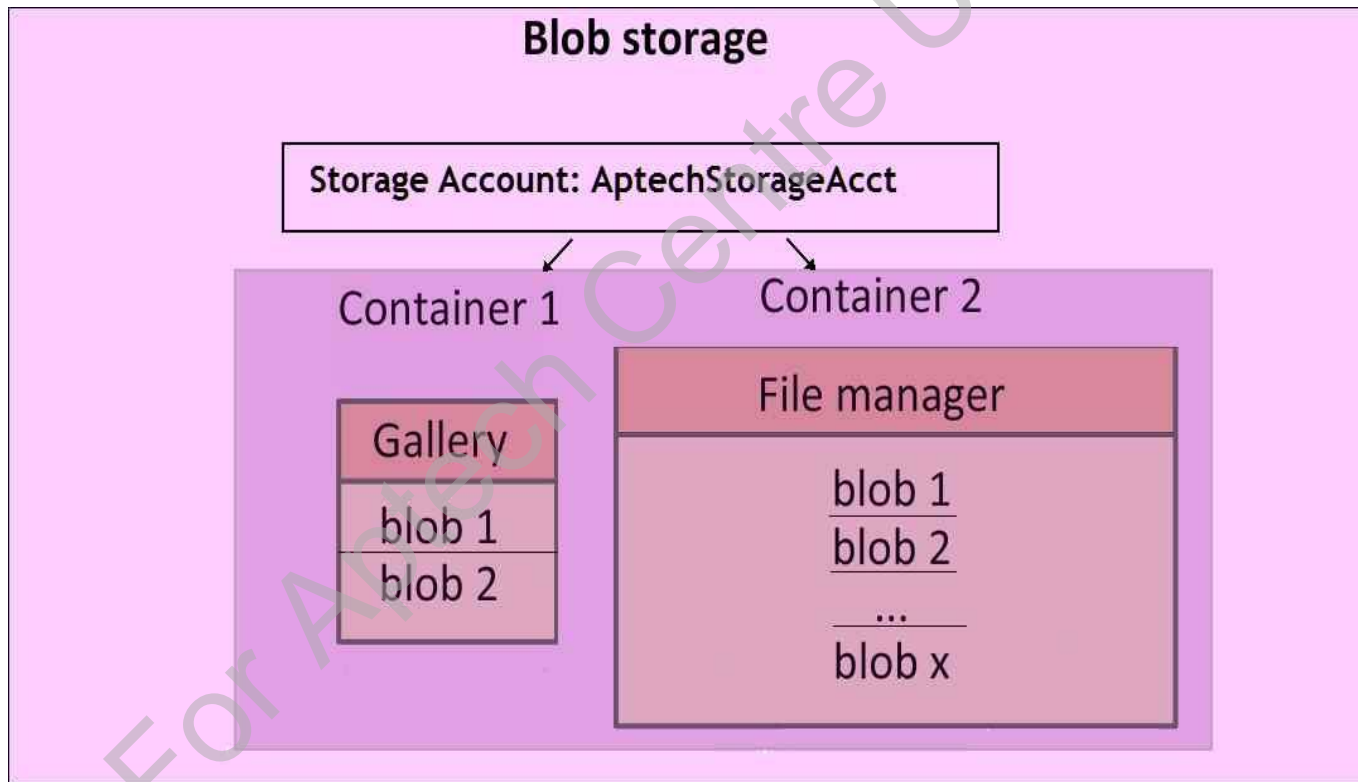 Blob storage
Storage Account: AptechStorageAcct
Container 1
Container 2
Gallery
blob 1
blob 2
File manager
blob 1
blob 2
...
blob x
For Aptech Centre U